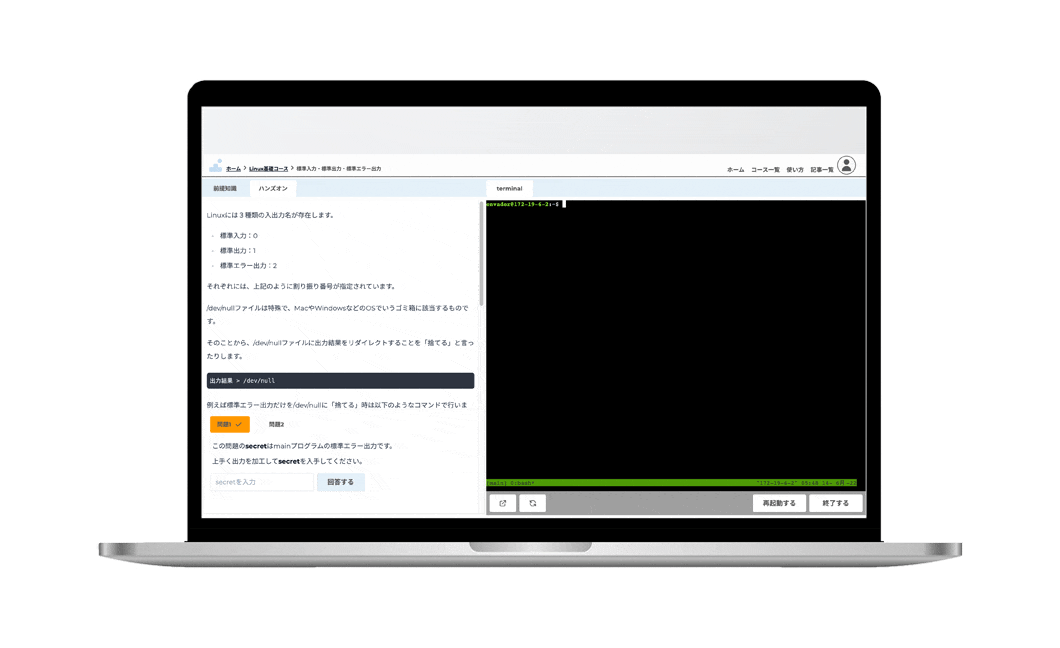 ホーム > Linux基礎コース > 標準入力・標準出力・標準エラー出力
ホーム コース一覧 使い方 記事一覧
前提知識 ハンズオン
terminal
Linuxには3種類の入出力名が存在します。
・ 標準入力：0
・ 標準出力：1
・ 標準エラー出力：2
それぞれには、上記のように割り振り番号が指定されています。
/dev/nullファイルは特殊で、MacやWindowsなどのOSでいうゴミ箱に該当するもので
す。
そのことから、/dev/nullファイルに出力結果をリダイレクトすることを「捨てる」と言っ
たりします。
出力結果 > /dev/null
例えば標準エラー出力だけを/dev/nullに「捨てる」時は以下のようなコマンドで行いま
問題1 ✓ 問題2
この問題のsecretはmainプログラムの標準エラー出力です。
上手く出力を加工してsecretを入手してください。
secretを入力 回答する
envader@172-19-6-2:~$
[main] 0:bash*
再起動する 終了する